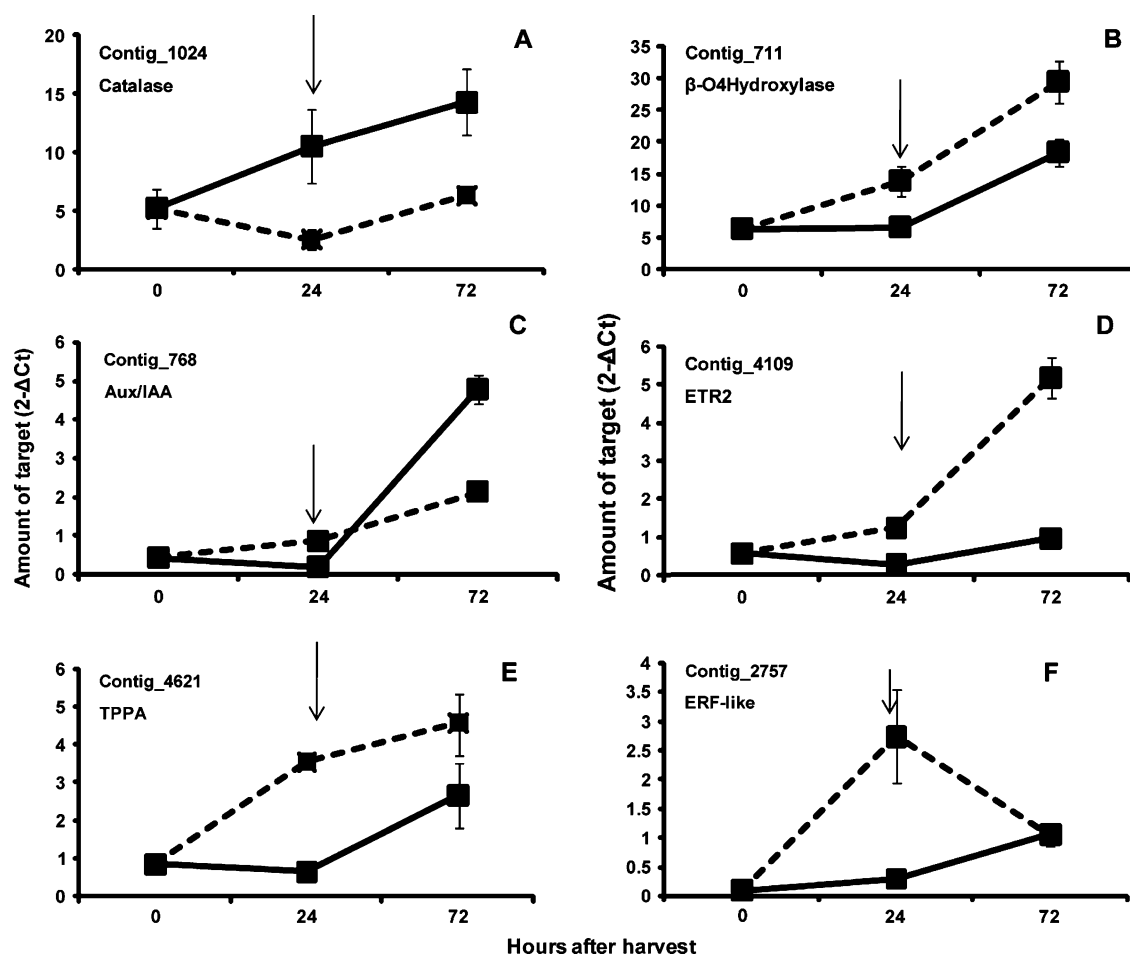 A
Contig_1024
Catalase
20
15
10
5
0
0 24 72
B
Contig_711
β-O4Hydroxylase
35
30
25
20
15
10
5
0
0 24 72
C
Contig_768
Aux/IAA
6
5
4
3
2
1
0
0 24 72
Amount of target (2-ΔCt)
D
Contig_4109
ETR2
6
5
4
3
2
1
0
0 24 72
Amount of target (2-ΔCt)
E
Contig_4621
TPPA
6
5
4
3
2
1
0
0 24 72
F
Contig_2757
ERF-like
4
3.5
3
2.5
2
1.5
1
0.5
0
0 24 72
Hours after harvest